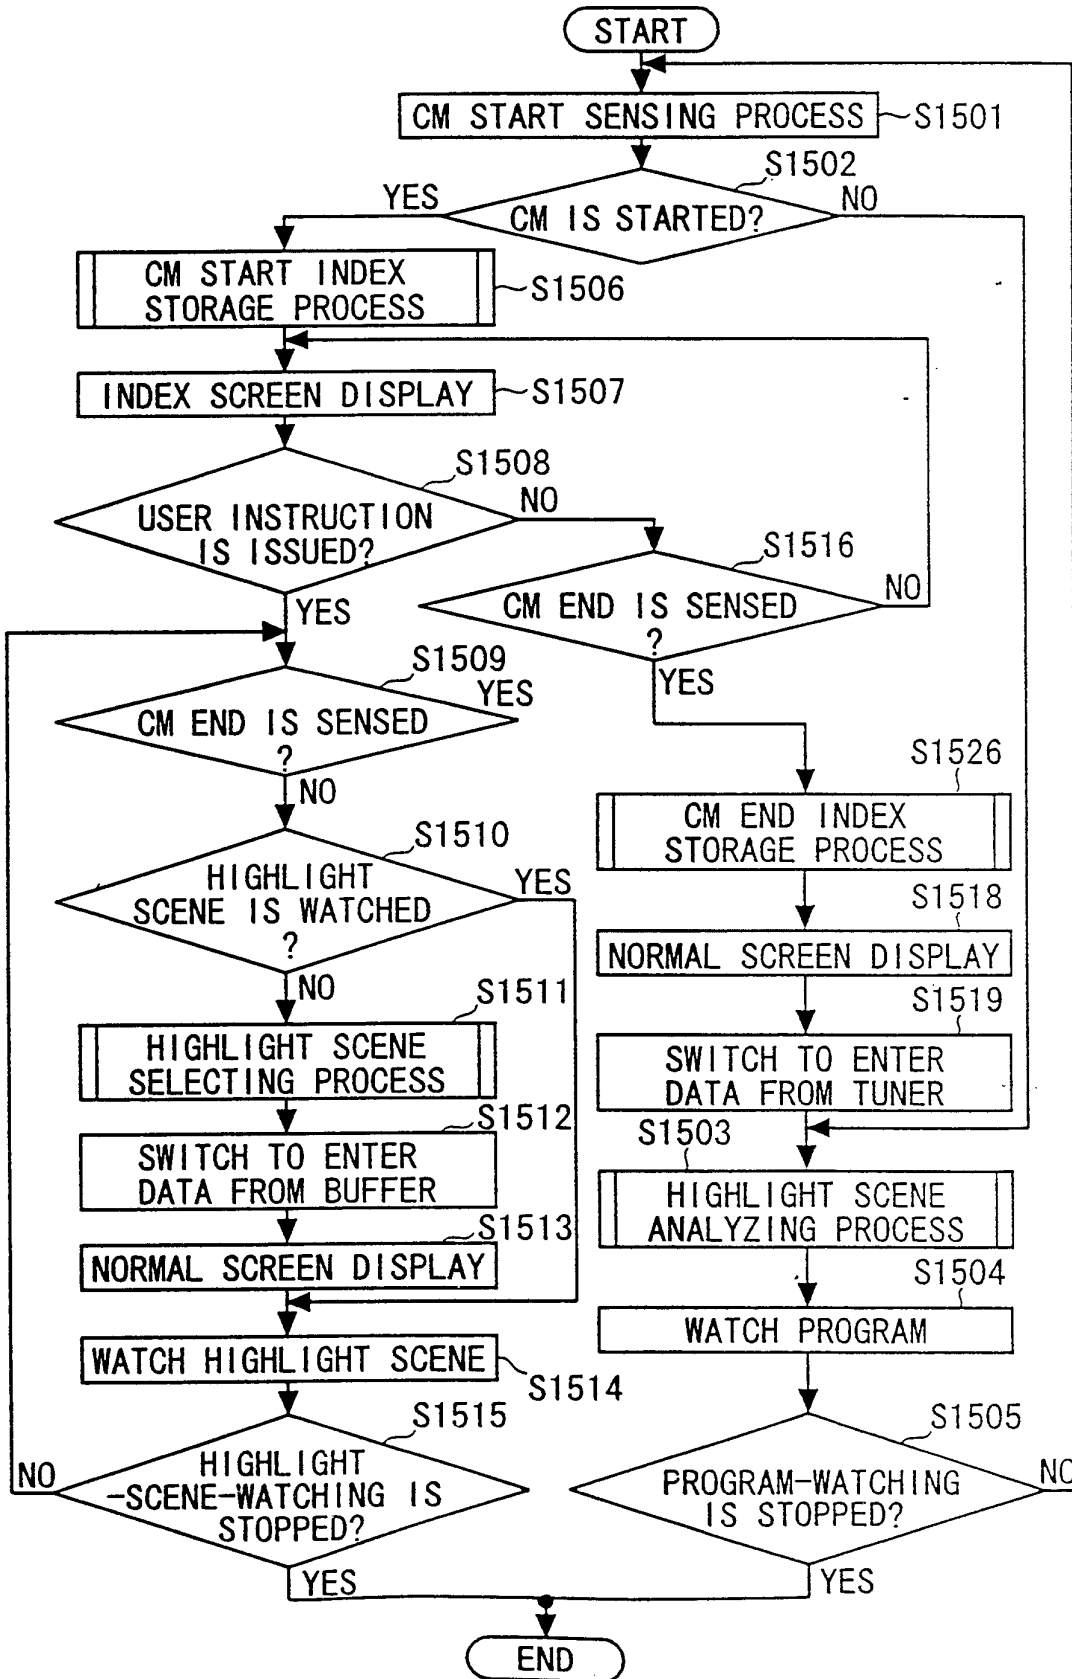 START
CM START SENSING PROCESS
S1501
S1502
YES
NO
CM IS STARTED?
CM START INDEX
STORAGE PROCESS
S1506
INDEX SCREEN DISPLAY
S1507
S1508
NO
USER INSTRUCTION
IS ISSUED?
YES
S1516
NO
CM END IS SENSED
?
YES
S1509
YES
CM END IS SENSED
?
NO
S1526
CM END INDEX
STORAGE PROCESS
S1510
HIGHLIGHT
SCENE IS WATCHED
?
YES
NO
S1518
NORMAL SCREEN DISPLAY
S1511
HIGHLIGHT SCENE
SELECTING PROCESS
S1519
SWITCH TO ENTER
DATA FROM TUNER
S1512
SWITCH TO ENTER
DATA FROM BUFFER
S1503
HIGHLIGHT SCENE
ANALYZING PROCESS
S1513
NORMAL SCREEN DISPLAY
S1504
WATCH PROGRAM
WATCH HIGHLIGHT SCENE
S1514
S1515
NO
HIGHLIGHT
-SCENE-WATCHING IS
STOPPED?
YES
S1505
PROGRAM-WATCHING
IS STOPPED?
NO
YES
END